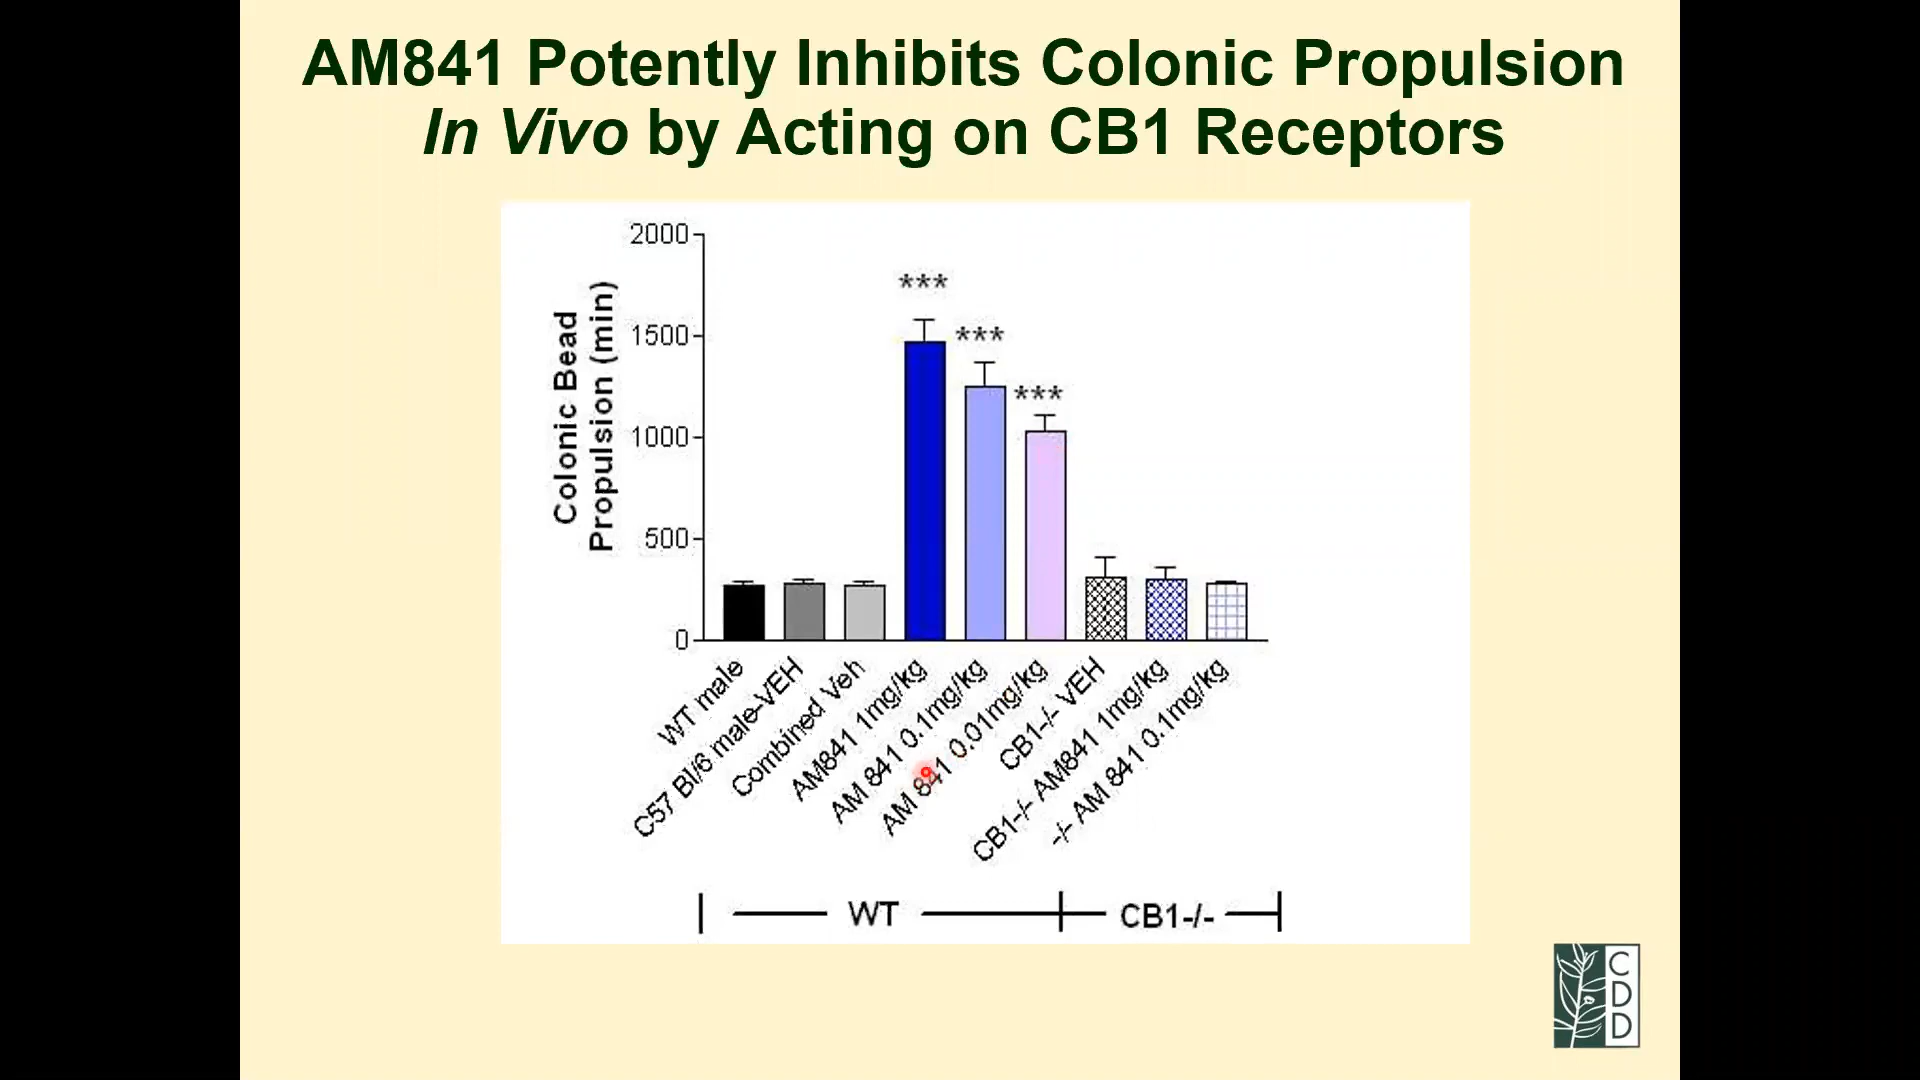 AM841 Potently Inhibits Colonic Propulsion
In Vivo by Acting on CB1 Receptors
2000
1500
1000
500
0
Colonic Bead
Propulsion (min)
***
***
***
WT male
C57 Bl/6 male-VEH
Combined Veh
AM841 1mg/kg
AM 841 0.1mg/kg
AM 841 0.01mg/kg
CB1-/- VEH
CB1-/- AM841 1mg/kg
-/- AM 841 0.1mg/kg
WT
CB1-/-
C
D
D